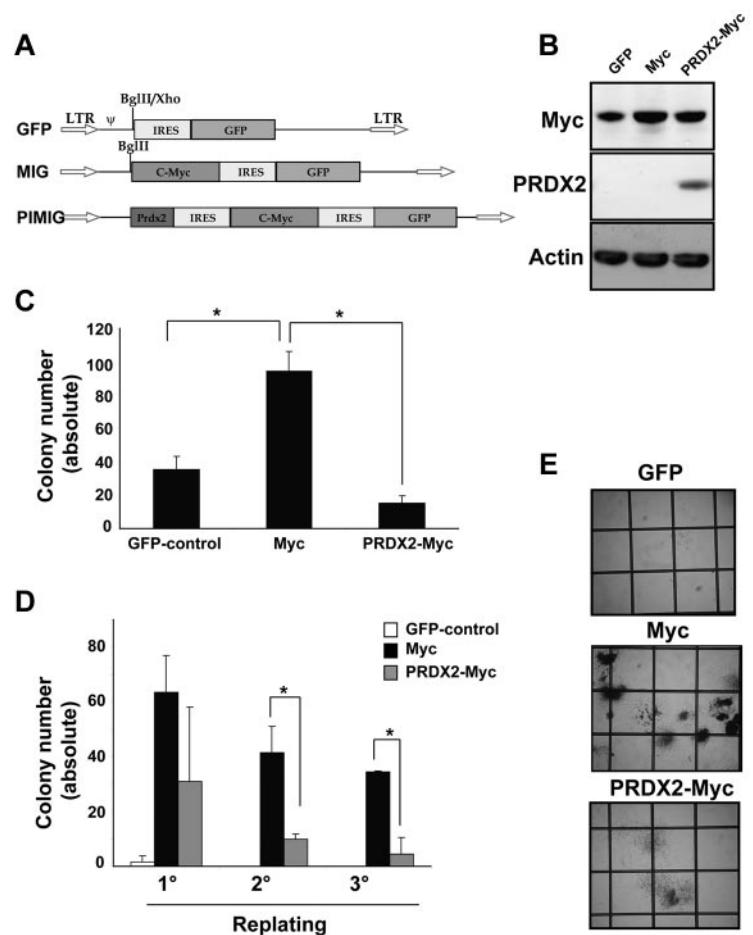 A
BglII/Xho
LTR ψ LTR
GFP IRES GFP
BglII
MIG C-Myc IRES GFP
PIMIG Prdx2 IRES C-Myc IRES GFP
B
GFP Myc PRDX2-Myc
Myc
PRDX2
Actin
C
Colony number
(absolute)
120
100
80
60
40
20
0
* *
GFP-control Myc PRDX2-Myc
D
Colony number
(absolute)
80
60
40
20
0
GFP-control
Myc
PRDX2-Myc
*
*
1° 2° 3°
Replating
E
GFP
Myc
PRDX2-Myc